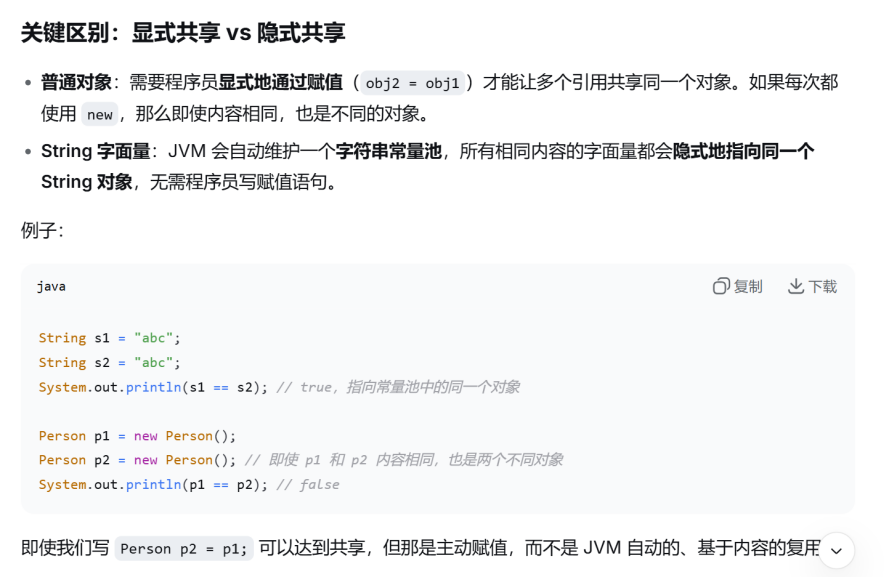 关键区别：显式共享 vs 隐式共享
• 普通对象：需要程序员显式地通过赋值（obj2 = obj1）才能让多个引用共享同一个对象。如果每次都
使用 new，那么即使内容相同，也是不同的对象。
• String 字面量：JVM 会自动维护一个字符串常量池，所有相同内容的字面量都会隐式地指向同一个
String 对象，无需程序员写赋值语句。
例子：
java 复制 下载
String s1 = "abc";
String s2 = "abc";
System.out.println(s1 == s2); // true，指向常量池中的同一个对象
Person p1 = new Person();
Person p2 = new Person(); // 即使 p1 和 p2 内容相同，也是两个不同对象
System.out.println(p1 == p2); // false
即使我们写 Person p2 = p1; 可以达到共享，但那是主动赋值，而不是 JVM 自动的、基于内容的复用